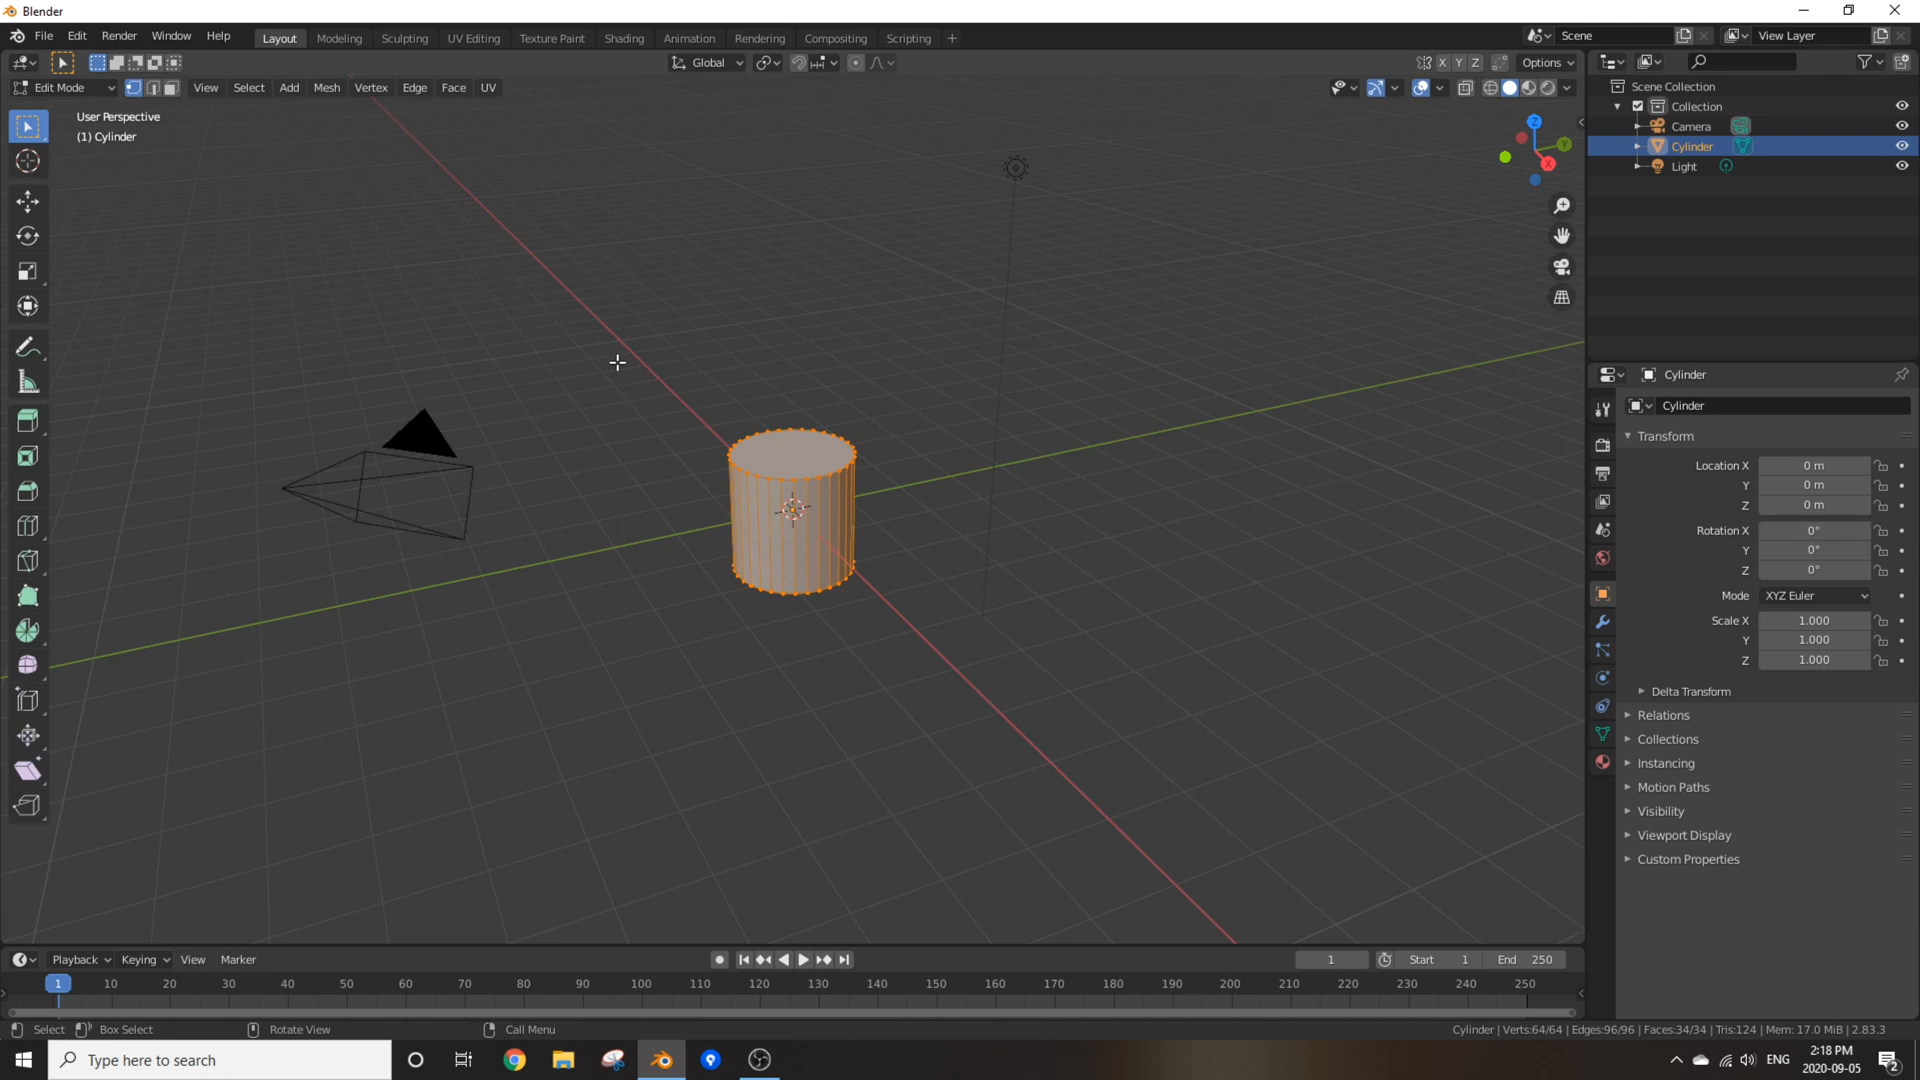 Blender
File Edit Render Window Help Layout Modeling Sculpting UV Editing Texture Paint Shading Animation Rendering Compositing Scripting + Scene View Layer
Global X Y Z Options
Edit Mode View Select Add Mesh Vertex Edge Face UV
User Perspective
(1) Cylinder
Z
Y
X
Scene Collection
Collection
Camera
Cylinder
Light
Cylinder
Cylinder
Transform
Location X 0 m
Y 0 m
Z 0 m
Rotation X 0°
Y 0°
Z 0°
Mode XYZ Euler
Scale X 1.000
Y 1.000
Z 1.000
Delta Transform
Relations
Collections
Instancing
Motion Paths
Visibility
Viewport Display
Custom Properties
Playback Keying View Marker 1 Start 1 End 250
1 10 20 30 40 50 60 70 80 90 100 110 120 130 140 150 160 170 180 190 200 210 220 230 240 250
Select Box Select Rotate View Call Menu Cylinder | Verts:64/64 | Edges:96/96 | Faces:34/34 | Tris:124 | Mem: 17.0 MiB | 2.83.3
Type here to search ENG 2:18 PM
2020-09-05 2